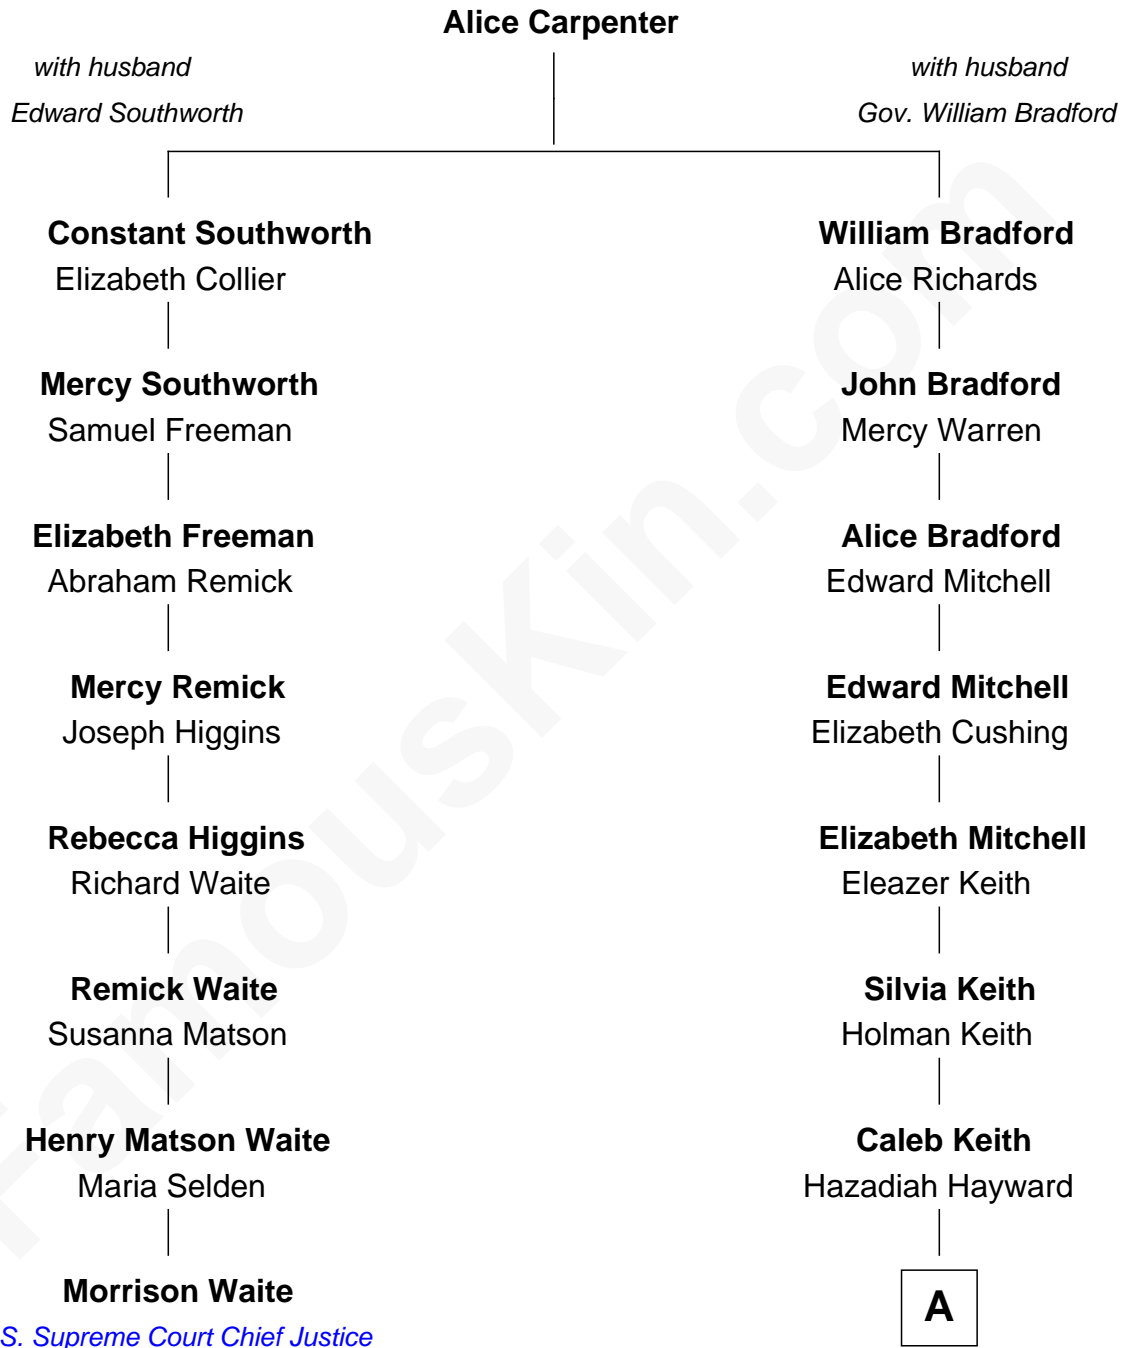 Alice Carpenter
with husband
Edward Southworth
with husband
Gov. William Bradford
Constant Southworth
Elizabeth Collier
William Bradford
Alice Richards
Mercy Southworth
Samuel Freeman
John Bradford
Mercy Warren
Elizabeth Freeman
Abraham Remick
Alice Bradford
Edward Mitchell
Mercy Remick
Joseph Higgins
Edward Mitchell
Elizabeth Cushing
Rebecca Higgins
Richard Waite
Elizabeth Mitchell
Eleazer Keith
Remick Waite
Susanna Matson
Silvia Keith
Holman Keith
Henry Matson Waite
Maria Selden
Caleb Keith
Hazadiah Hayward
Morrison Waite
S. Supreme Court Chief Justice
A
FamousKin.com